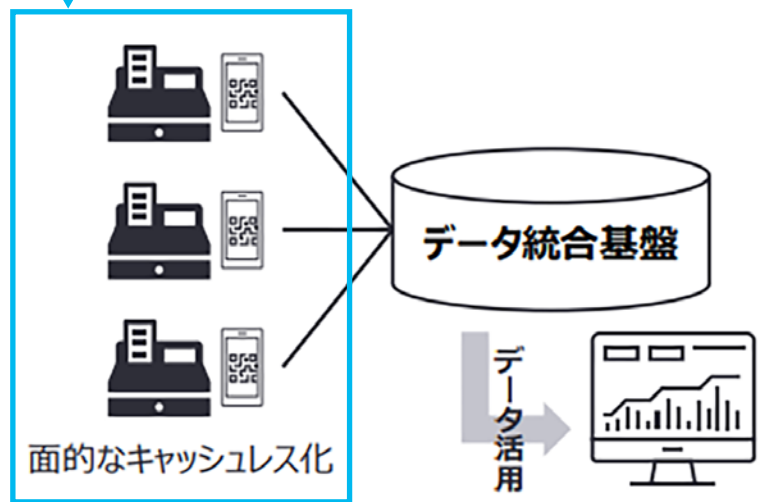 データ統合基盤
データ活用
面的なキャッシュレス化